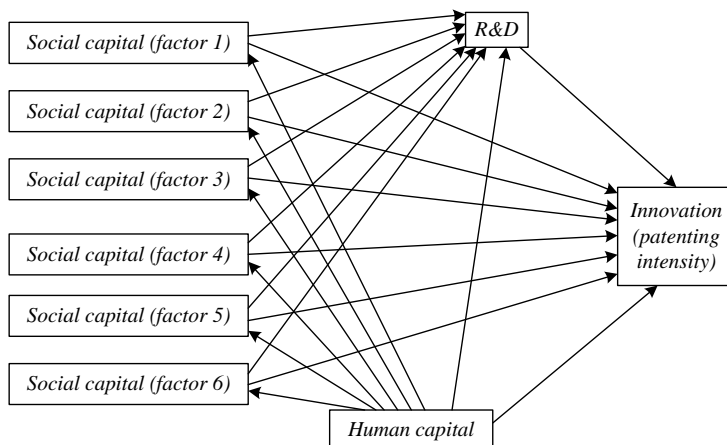 Social capital (factor 1)
R&D
Social capital (factor 2)
Social capital (factor 3)
Innovation
(patenting
intensity)
Social capital (factor 4)
Social capital (factor 5)
Social capital (factor 6)
Human capital